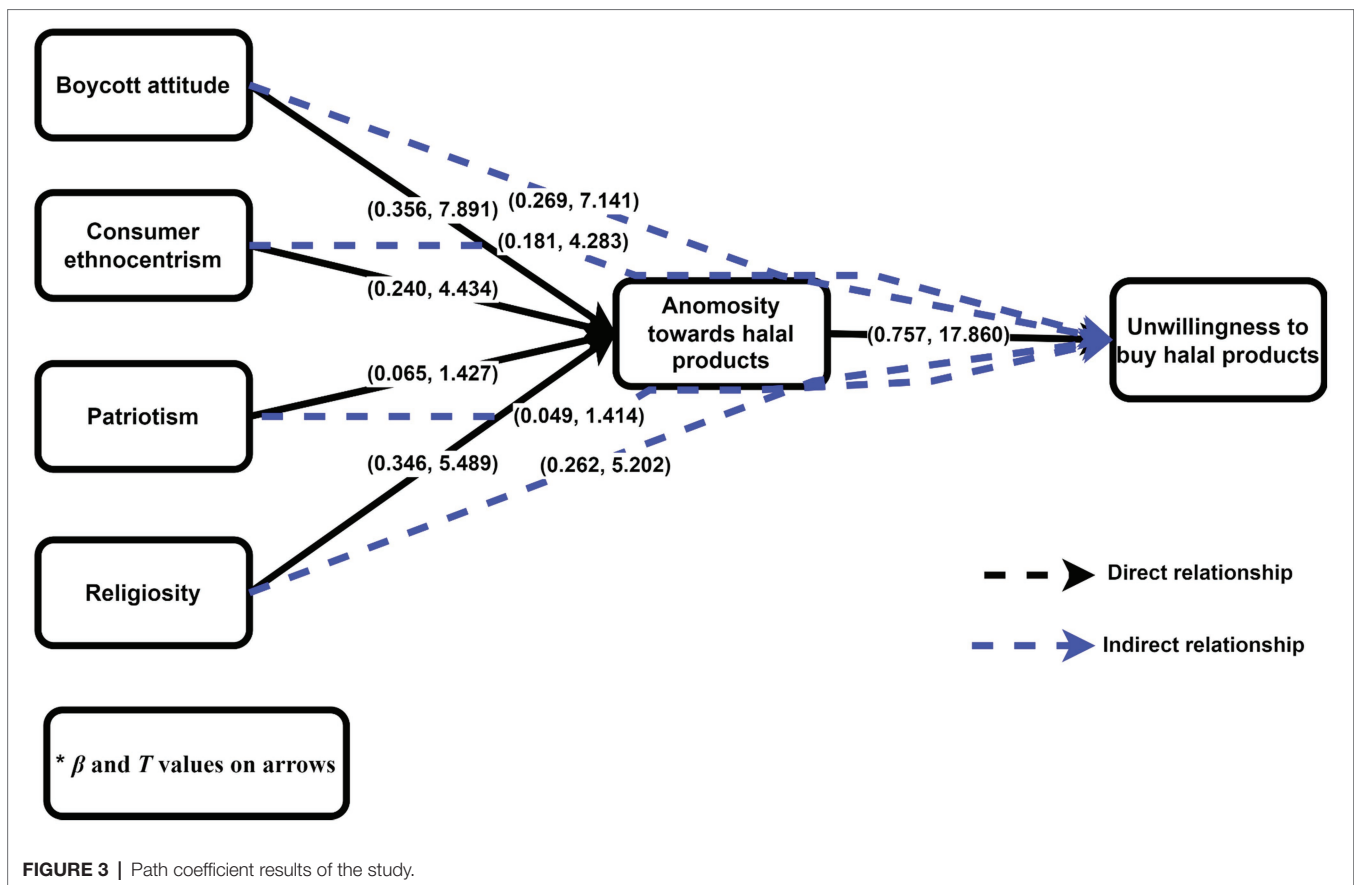 Boycott attitude
(0.269, 7.141)
(0.356, 7.891)
Consumer
ethnocentrism
(0.181, 4.283)
(0.240, 4.434)
Anomosity
towards halal
products
(0.757, 17.860)
Unwillingness to
buy halal products
(0.065, 1.427)
Patriotism
(0.049, 1.414)
(0.346, 5.489)
(0.262, 5.202)
Religiosity
Direct relationship
Indirect relationship
* β and T values on arrows
FIGURE 3 | Path coefficient results of the study.